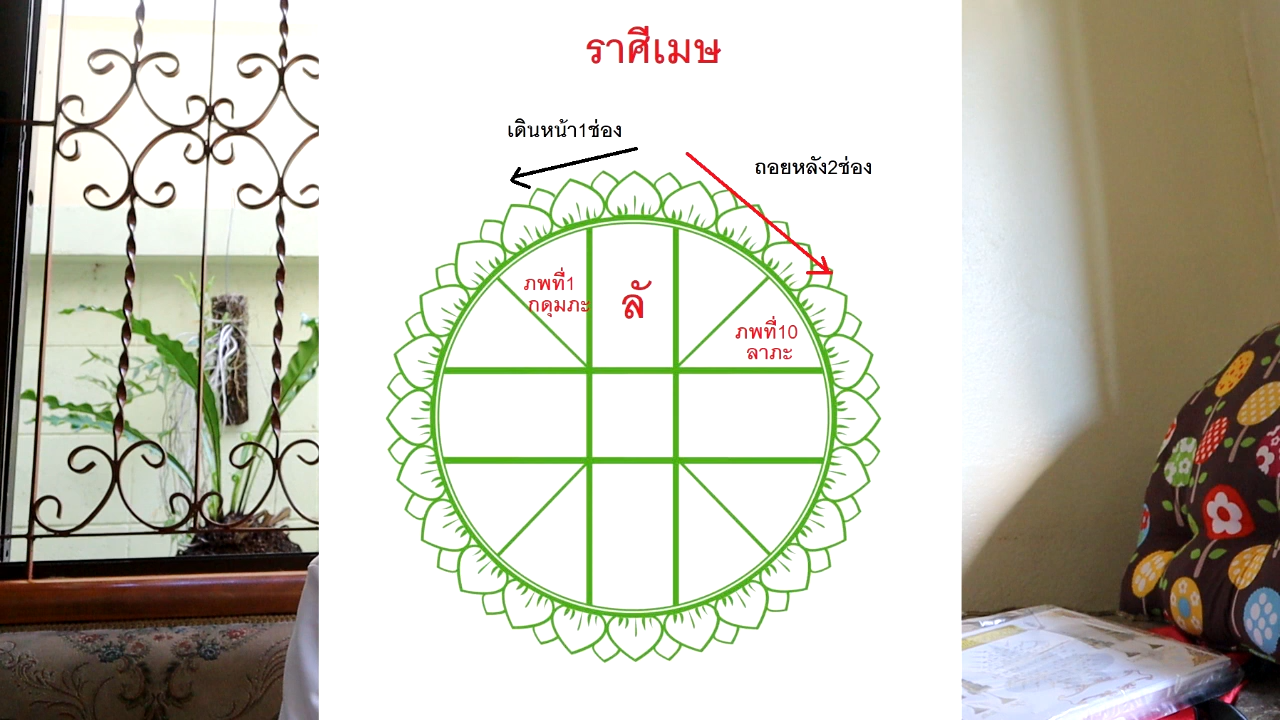 ราศีเมษ
เดินหน้า1ช่อง
ถอยหลัง2ช่อง
ภพที่1
กดุมภะ
ลั
ภพที่10
ลาภะ